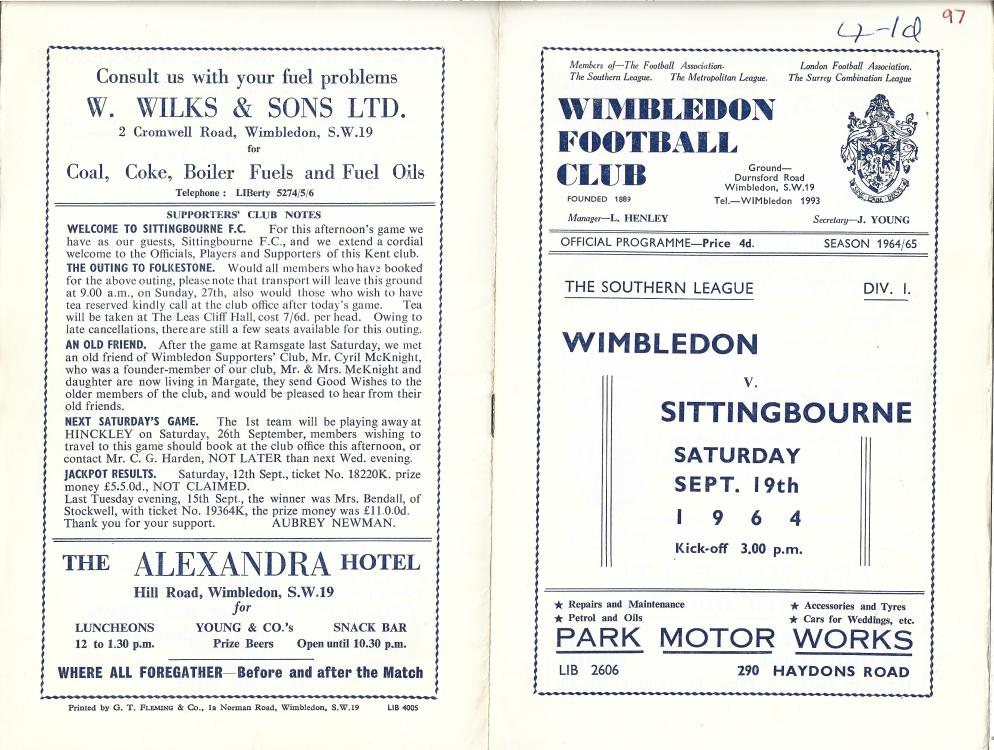 Consult us with your fuel problems
W. WILKS & SONS LTD.
2 Cromwell Road, Wimbledon, S.W.19
for
Coal, Coke, Boiler Fuels and Fuel Oils
Telephone : LIBerty 5274/5/6
SUPPORTERS' CLUB NOTES
WELCOME TO SITTINGBOURNE F.C. For this afternoon's game we
have as our guests, Sittingbourne F.C., and we extend a cordial
welcome to the Officials, Players and Supporters of this Kent club.
THE OUTING TO FOLKESTONE. Would all members who have booked
for the above outing, please note that transport will leave this ground
at 9.00 a.m., on Sunday, 27th, also would those who wish to have
tea reserved kindly call at the club office after today's game. Tea
will be taken at The Leas Cliff Hall, cost 7/6d. per head. Owing to
late cancellations, there are still a few seats available for this outing.
AN OLD FRIEND. After the game at Ramsgate last Saturday, we met
an old friend of Wimbledon Supporters' Club, Mr. Cyril McKnight,
who was a founder-member of our club, Mr. & Mrs. McKnight and
daughter are now living in Margate, they send Good Wishes to the
older members of the club, and would be pleased to hear from their
old friends.
NEXT SATURDAY'S GAME. The 1st team will be playing away at
HINCKLEY on Saturday, 26th September, members wishing to
travel to this game should book at the club office this afternoon, or
contact Mr. C. G. Harden, NOT LATER than next Wed. evening.
JACKPOT RESULTS. Saturday, 12th Sept., ticket No. 18220K. prize
money £5.5.0d., NOT CLAIMED.
Last Tuesday evening, 15th Sept., the winner was Mrs. Bendall, of
Stockwell, with ticket No. 19364K, the prize money was £11.0.0d.
Thank you for your support. AUBREY NEWMAN.
THE ALEXANDRA HOTEL
Hill Road, Wimbledon, S.W.19
for
LUNCHEONS YOUNG & CO.'s SNACK BAR
12 to 1.30 p.m. Prize Beers Open until 10.30 p.m.
WHERE ALL FOREGATHER—Before and after the Match
Printed by G. T. FLEMING & Co., 1a Norman Road, Wimbledon, S.W.19 LIB 4005
97
Members of—The Football Association. London Football Association.
The Southern League. The Metropolitan League. The Surrey Combination League
WIMBLEDON
FOOTBALL
CLUB
FOUNDED 1889
Ground—
Durnsford Road
Wimbledon, S.W.19
Tel.—WIMbledon 1993
Manager—L. HENLEY Secretary—J. YOUNG
OFFICIAL PROGRAMME—Price 4d. SEASON 1964/65
THE SOUTHERN LEAGUE DIV. I.
WIMBLEDON
V.
SITTINGBOURNE
SATURDAY
SEPT. 19th
1 9 6 4
Kick-off 3.00 p.m.
★ Repairs and Maintenance ★ Accessories and Tyres
★ Petrol and Oils ★ Cars for Weddings, etc.
PARK MOTOR WORKS
LIB 2606 290 HAYDONS ROAD